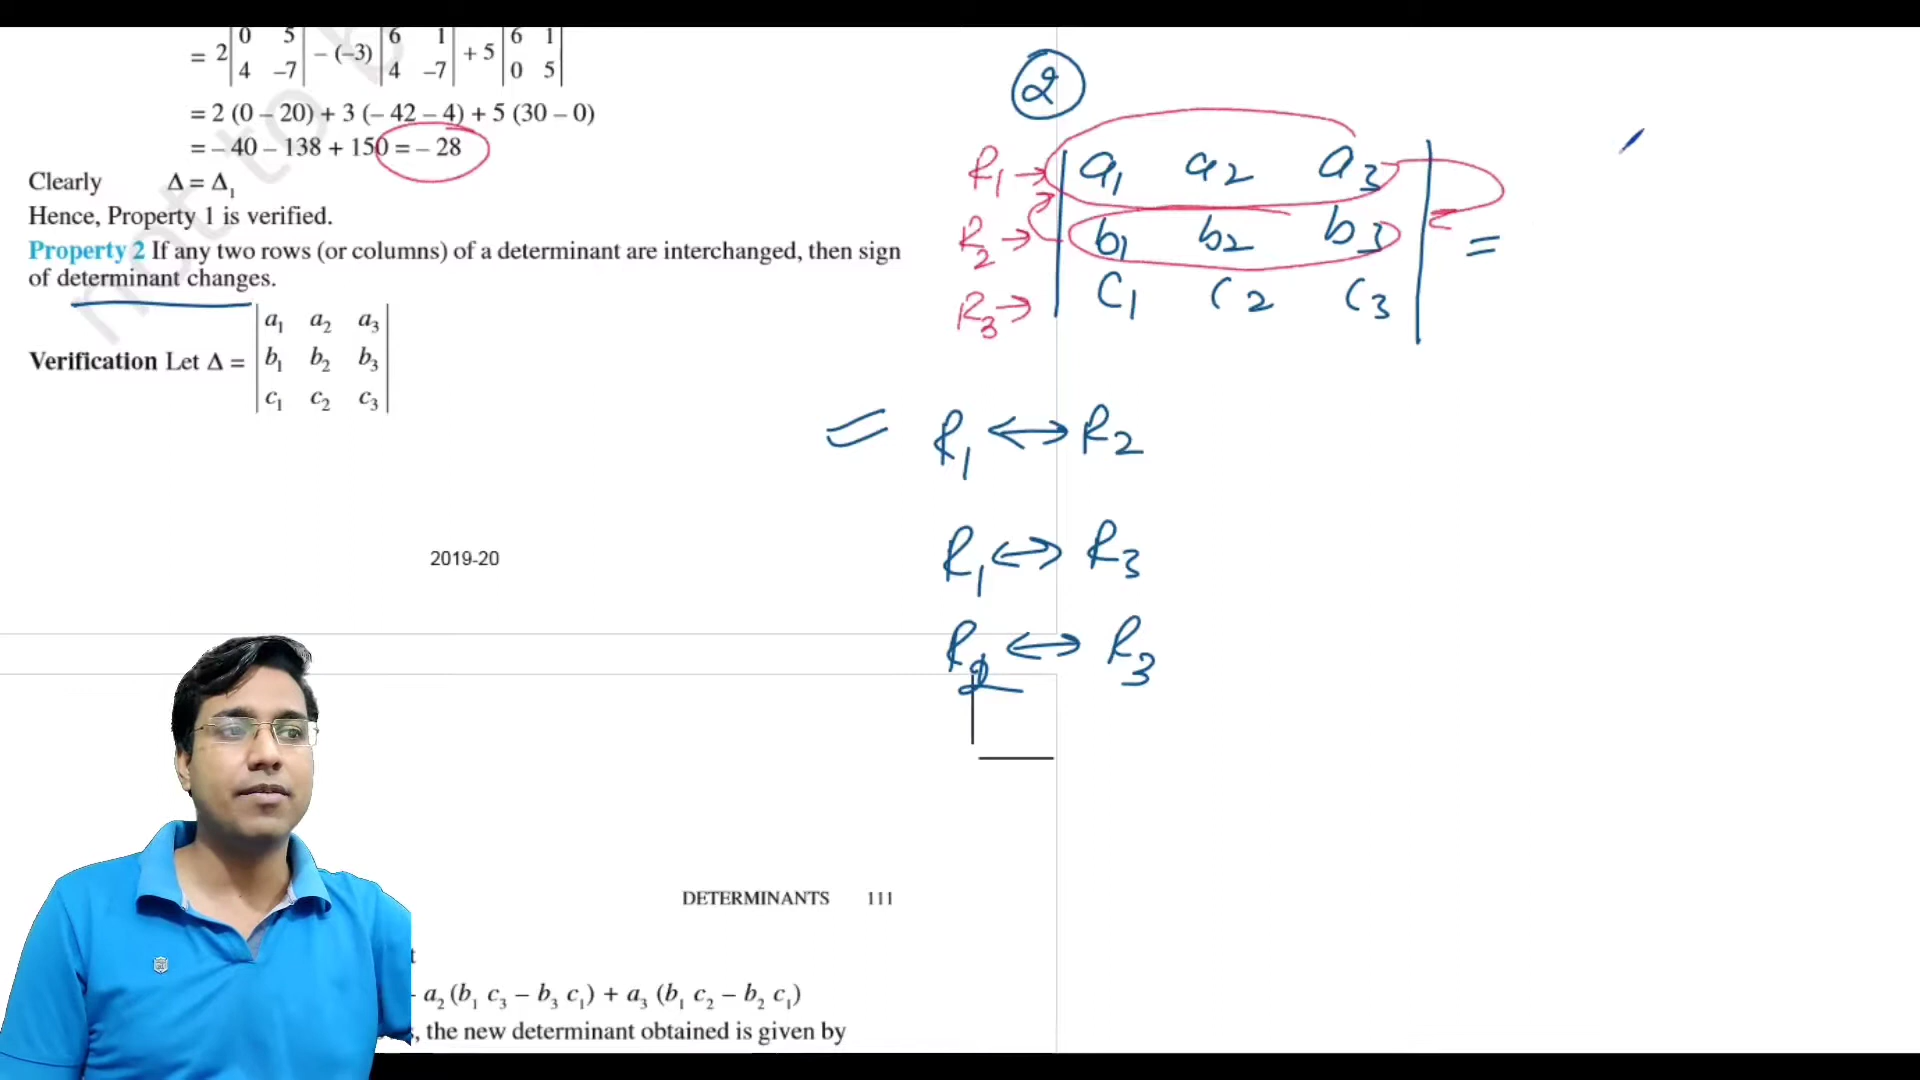 = 2 | 0 5 | – (–3) | 6 1 | + 5 | 6 1 |
| 4 –7 | | 4 –7 | | 0 5 |
= 2 (0 – 20) + 3 (– 42 – 4) + 5 (30 – 0)
= – 40 – 138 + 150 = – 28
Clearly Δ = Δ₁
Hence, Property 1 is verified.
Property 2 If any two rows (or columns) of a determinant are interchanged, then sign
of determinant changes.
a₁ a₂ a₃
Verification Let Δ = b₁ b₂ b₃
c₁ c₂ c₃
2019-20
DETERMINANTS 111
t
a₂ (b₁ c₃ – b₃ c₁) + a₃ (b₁ c₂ – b₂ c₁)
, the new determinant obtained is given by
not to b
2
R₁ → a₁ a₂ a₃
R₂ → b₁ b₂ b₃ =
R₃ → c₁ c₂ c₃
= R₁ ↔ R₂
R₁ ↔ R₃
R₂ ↔ R₃